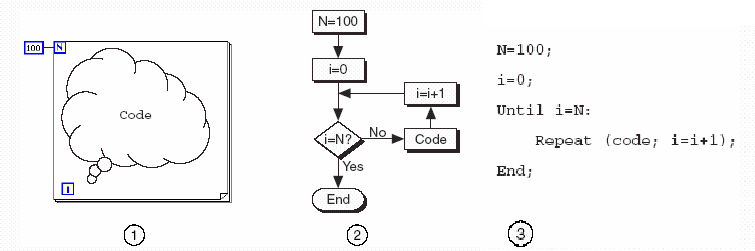 100 N
Code
i
1
N=100
i=0
i=i+1
i=N?
No
Code
Yes
End
2
N=100;
i=0;
Until i=N:
Repeat (code; i=i+1);
End;
3